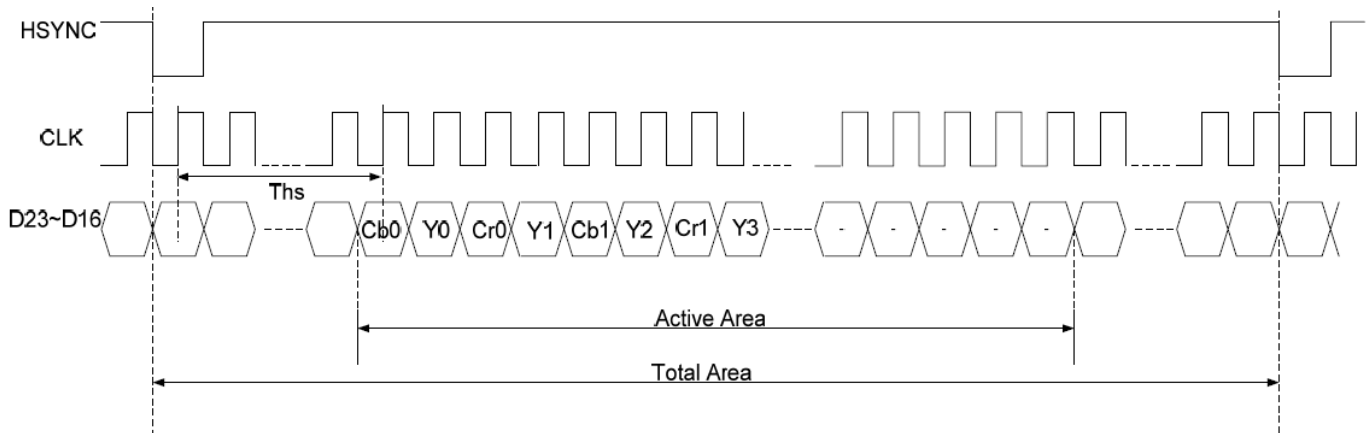 HSYNC
CLK
Ths
D23~D16
Cb0 Y0 Cr0 Y1 Cb1 Y2 Cr1 Y3 - - - - -
Active Area
Total Area